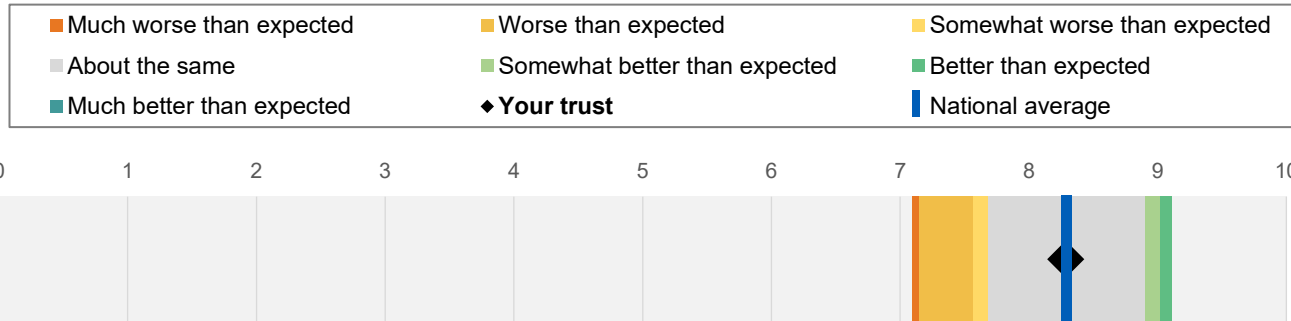 Much worse than expected Worse than expected Somewhat worse than expected
About the same Somewhat better than expected Better than expected
Much better than expected Your trust National average
0 1 2 3 4 5 6 7 8 9 10